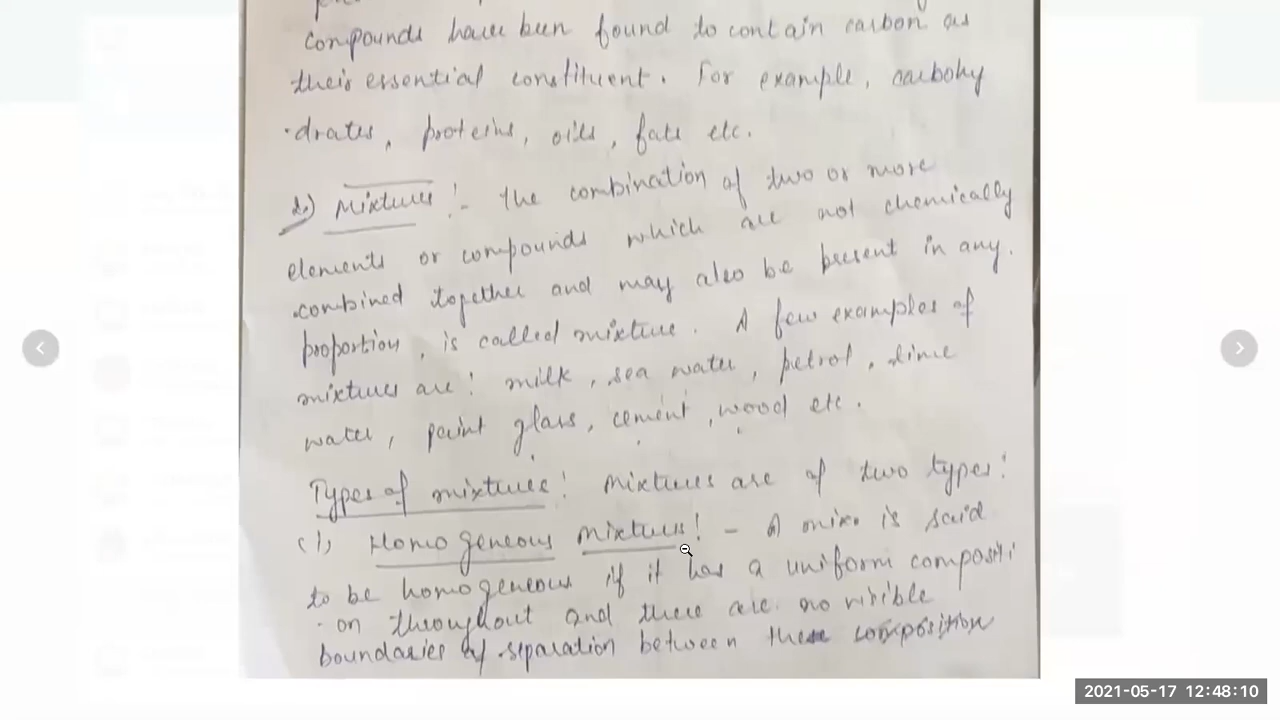 compounds have been found to contain carbon as
their essential constituent. For example, carbohy
drates, proteins, oils, fats etc.
2) Mixtures:- The combination of two or more
elements or compounds which are not chemically
combined together and may also be present in any
proportion, is called mixture. A few examples of
mixtures are: milk, sea water, petrol, lime
water, paint glass, cement, wood etc.
Types of mixtures: Mixtures are of two types:
(1) Homogeneous mixtures:- A mix is said
to be homogeneous if it has a uniform compositi
-on throughout and there are no visible
boundaries of separation between these composition
2021-05-17 12:48:10